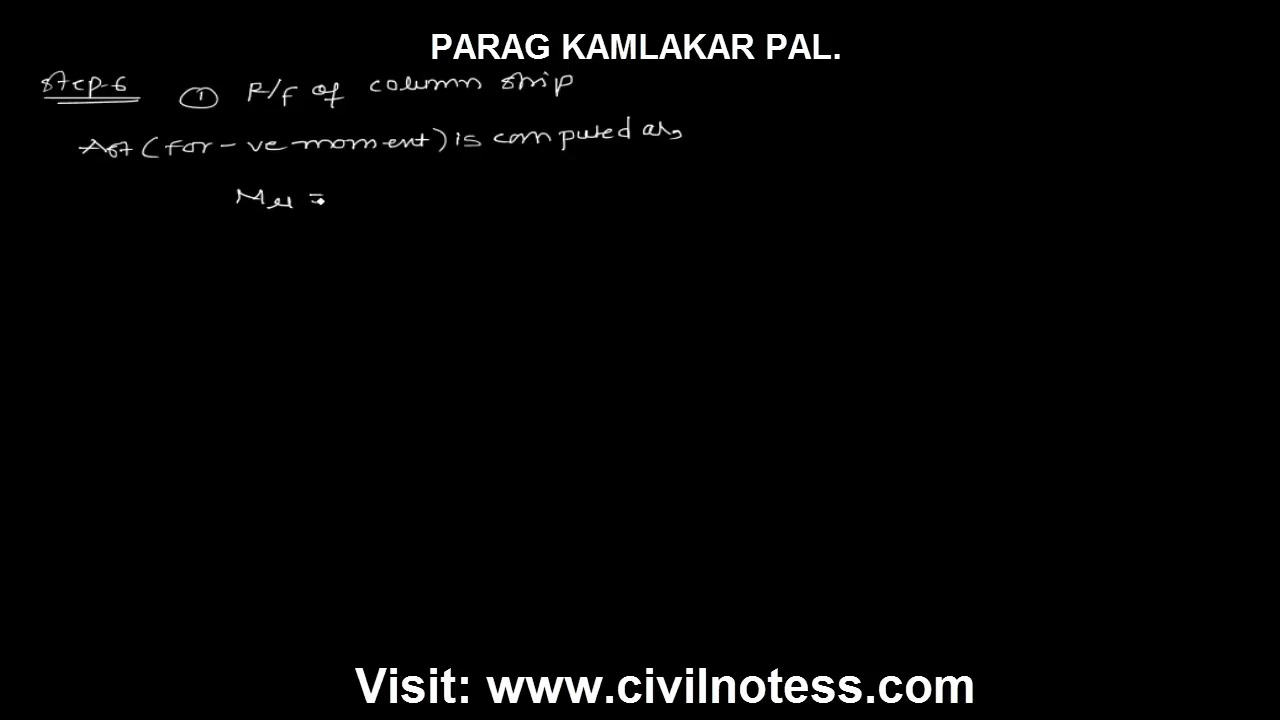 PARAG KAMLAKAR PAL.
Step-6 ① R/F of column strip
Ast (for -ve moment) is computed as,
Mu =
Visit: www.civilnotess.com